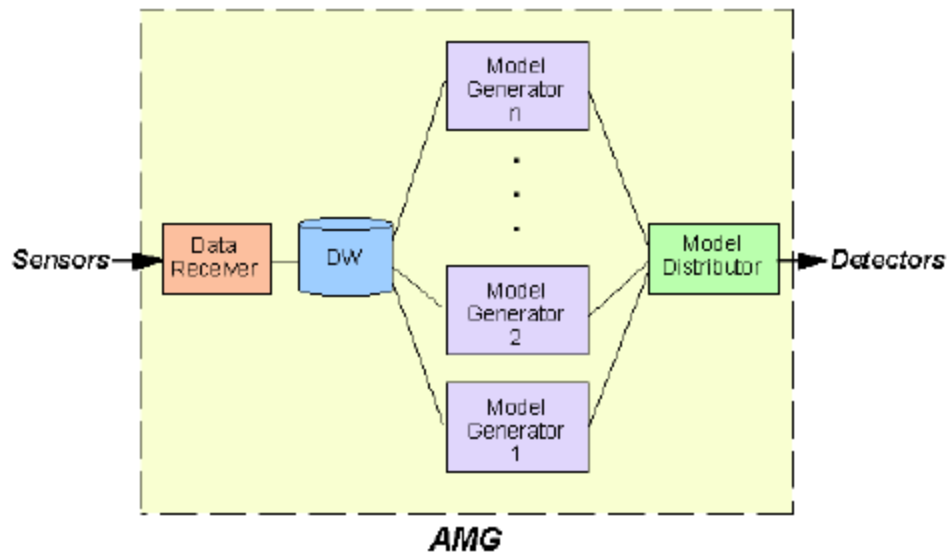 Model
Generator
n
Sensors
Data
Receiver
DW
Model
Distributor
Detectors
Model
Generator
2
Model
Generator
1
AMG